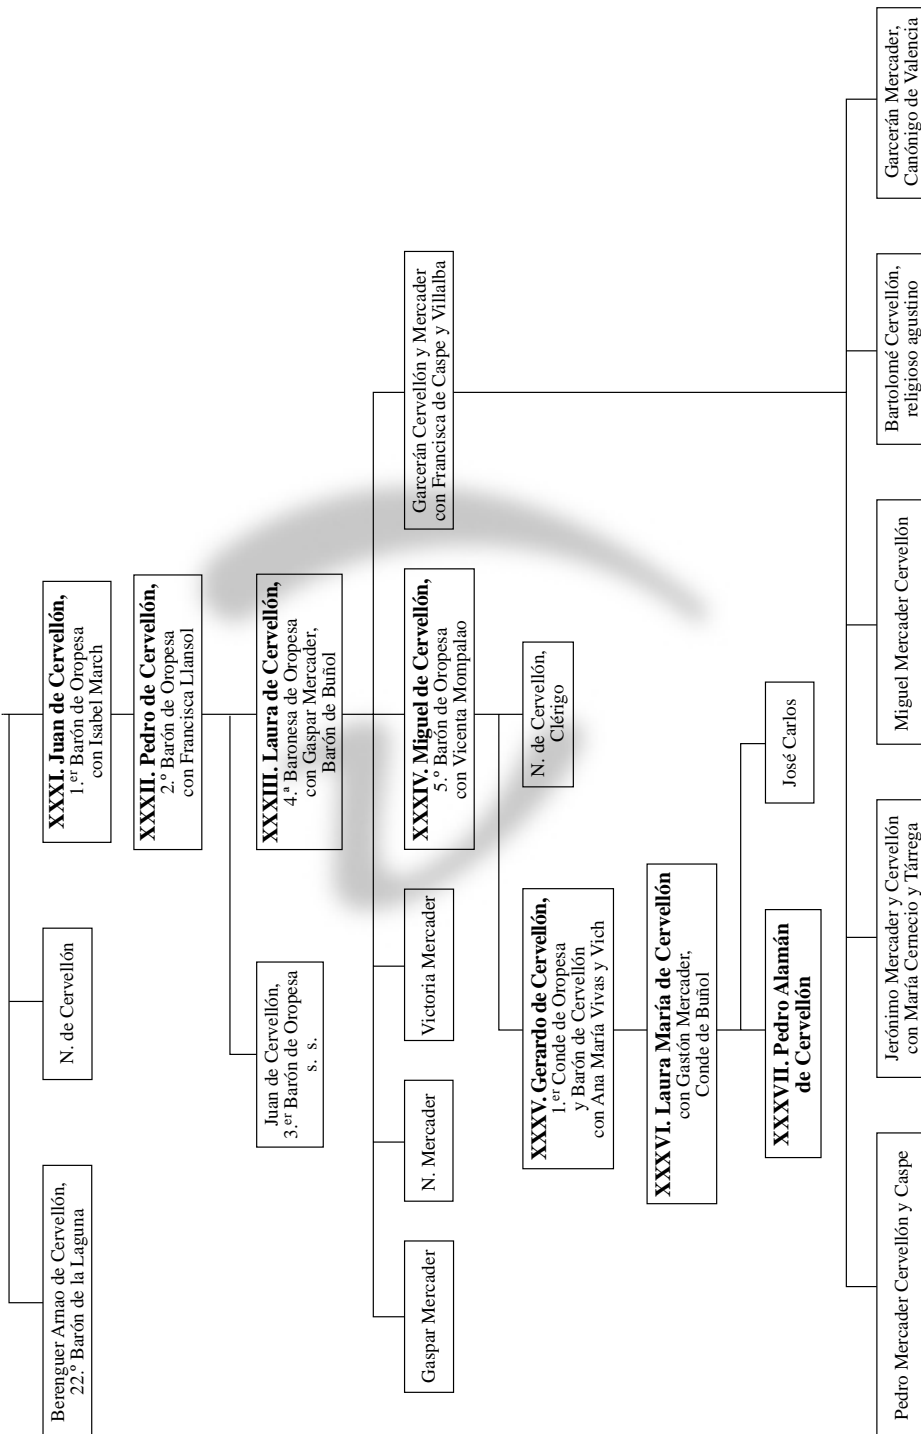 Berenguer Arnao de Cervellón,
22.º Barón de la Laguna
N. de Cervellón
XXXI. Juan de Cervellón,
1.er Barón de Oropesa
con Isabel March
XXXII. Pedro de Cervellón,
2.º Barón de Oropesa
con Francisca Llansol
Juan de Cervellón,
3.er Barón de Oropesa
s. s.
XXXIII. Laura de Cervellón,
4.ª Baronesa de Oropesa
con Gaspar Mercader,
Barón de Buñol
Gaspar Mercader
N. Mercader
Victoria Mercader
XXXIV. Miguel de Cervellón,
5.º Barón de Oropesa
con Vicenta Mompalao
Garcerán Cervellón y Mercader
con Francisca de Caspe y Villalba
XXXV. Gerardo de Cervellón,
1.er Conde de Oropesa
y Barón de Cervellón
con Ana María Vivas y Vich
N. de Cervellón,
Clérigo
XXXVI. Laura María de Cervellón
con Gastón Mercader,
Conde de Buñol
XXXVII. Pedro Alamán
de Cervellón
José Carlos
Pedro Mercader Cervellón y Caspe
Jerónimo Mercader y Cervellón
con María Cernecio y Tárrega
Miguel Mercader Cervellón
Bartolomé Cervellón,
religioso agustino
Garcerán Mercader,
Canónigo de Valencia